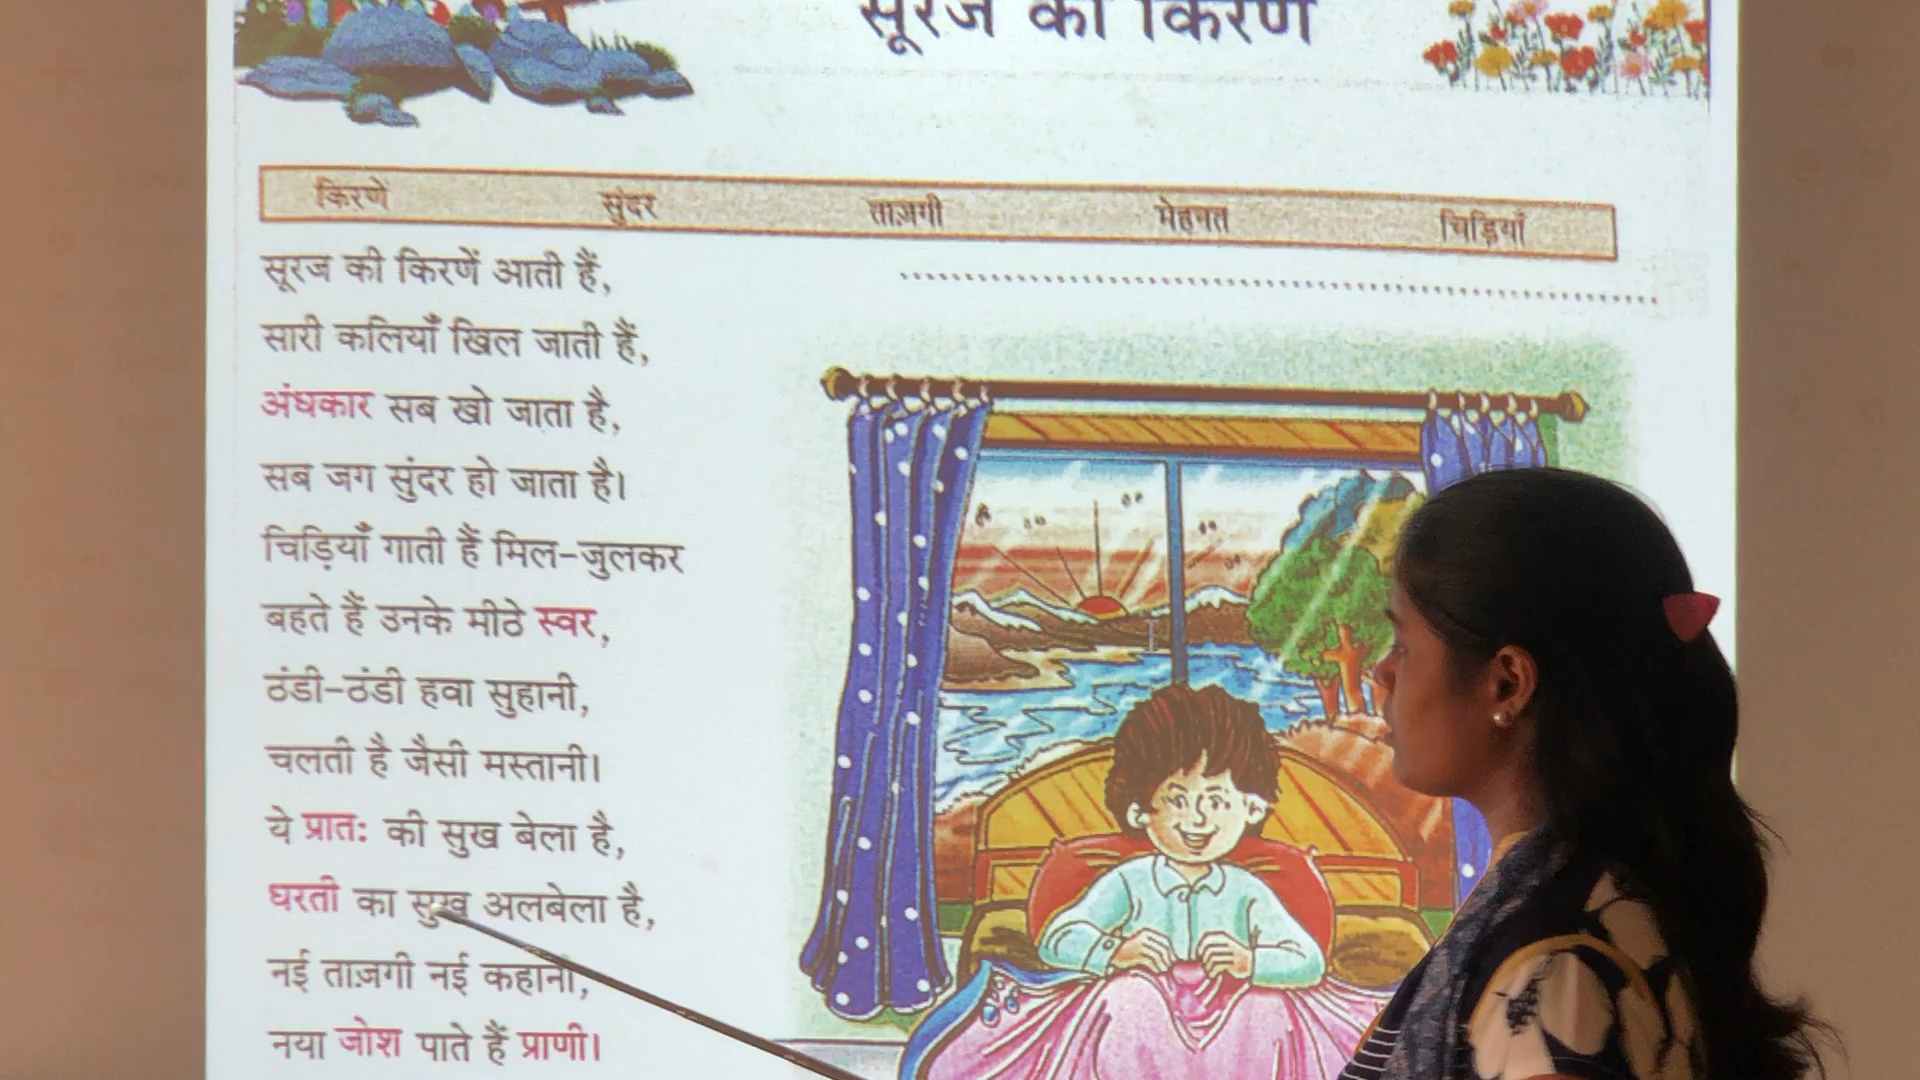 सूरज की किरणें
किरणें सुंदर ताज़गी मेहनत चिड़ियाँ
सूरज की किरणें आती हैं,
सारी कलियाँ खिल जाती हैं,
अंधकार सब खो जाता है,
सब जग सुंदर हो जाता है।
चिड़ियाँ गाती हैं मिल-जुलकर
बहते हैं उनके मीठे स्वर,
ठंडी-ठंडी हवा सुहानी,
चलती है जैसी मस्तानी।
ये प्रातः की सुख बेला है,
धरती का सुख अलबेला है,
नई ताज़गी नई कहानी,
नया जोश पाते हैं प्राणी।